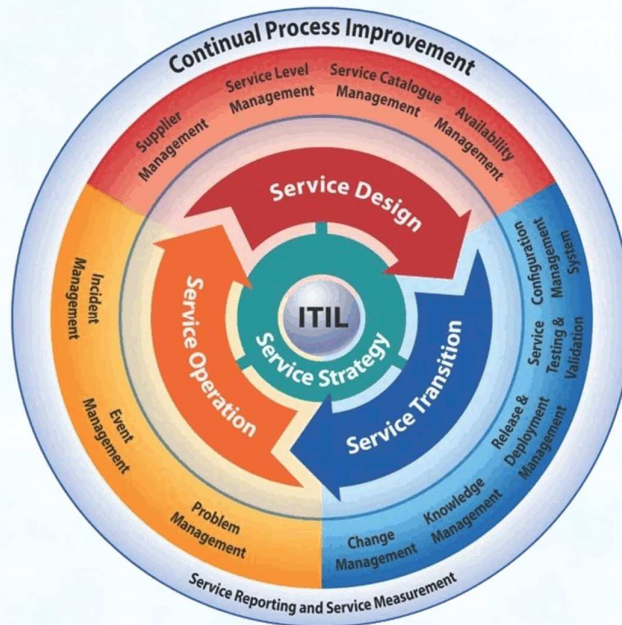 Continual Process Improvement
Supplier
Management
Service Level
Management
Service Catalogue
Management
Availability
Management
Service Design
Configuration
Management
System
Service
Testing &
Validation
Release &
Deployment
Management
Knowledge
Management
Change
Management
Service Transition
ITIL
Service Strategy
Service Operation
Incident
Management
Event
Management
Problem
Management
Service Reporting and Service Measurement